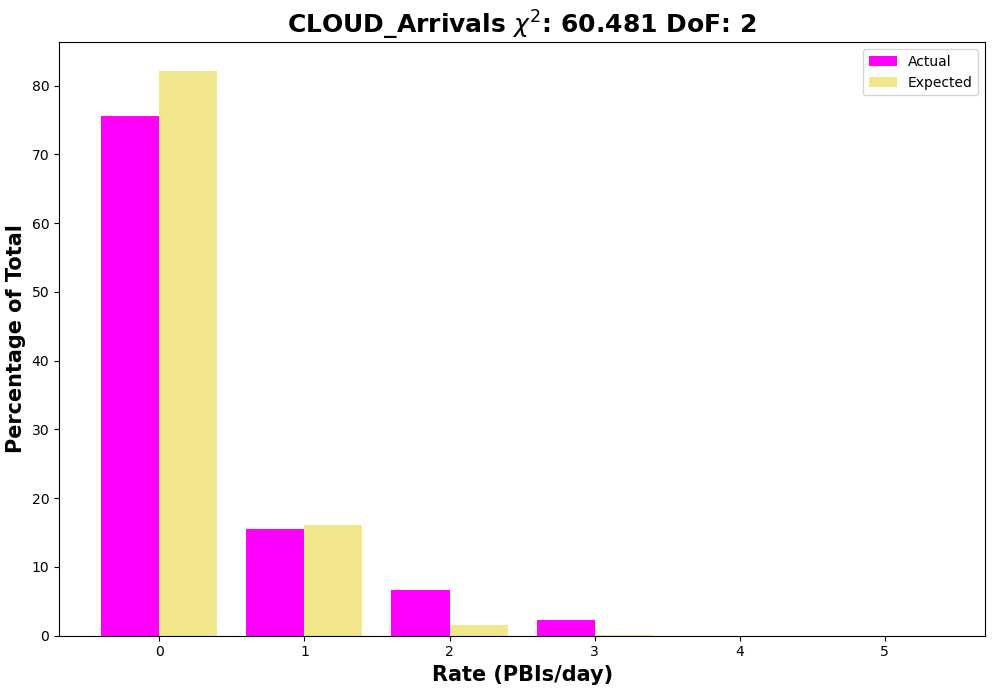 CLOUD_Arrivals χ²: 60.481 DoF: 2
Actual
Expected
Percentage of Total
80
70
60
50
40
30
20
10
0
0 1 2 3 4 5
Rate (PBIs/day)